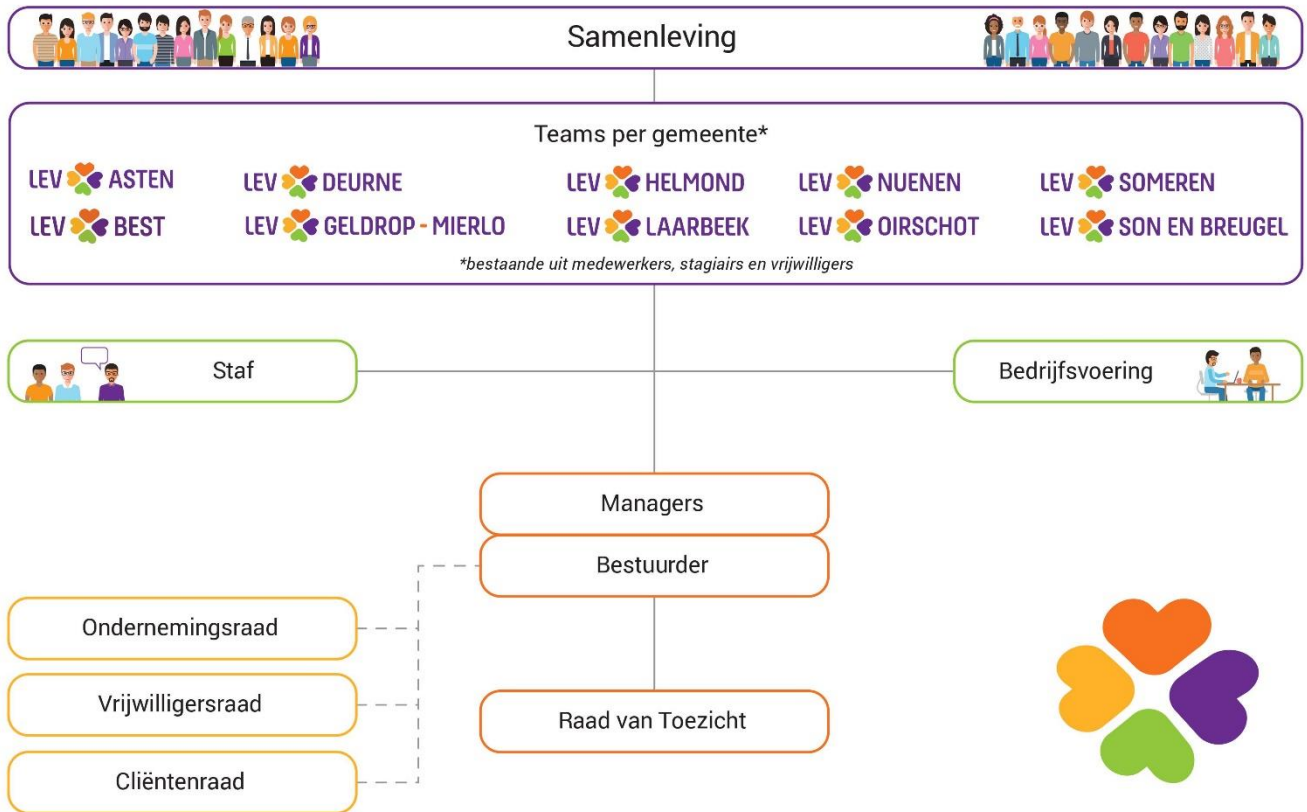 Samenleving
Teams per gemeente*
LEV ASTEN
LEV DEURNE
LEV HELMOND
LEV NUENEN
LEV SOMEREN
LEV BEST
LEV GELDROP - MIERLO
LEV LAARBEEK
LEV OIRSCHOT
LEV SON EN BREUGEL
*bestaande uit medewerkers, stagiairs en vrijwilligers
Staf
Bedrijfsvoering
Managers
Bestuurder
Ondernemingsraad
Vrijwilligersraad
Raad van Toezicht
Cliëntenraad